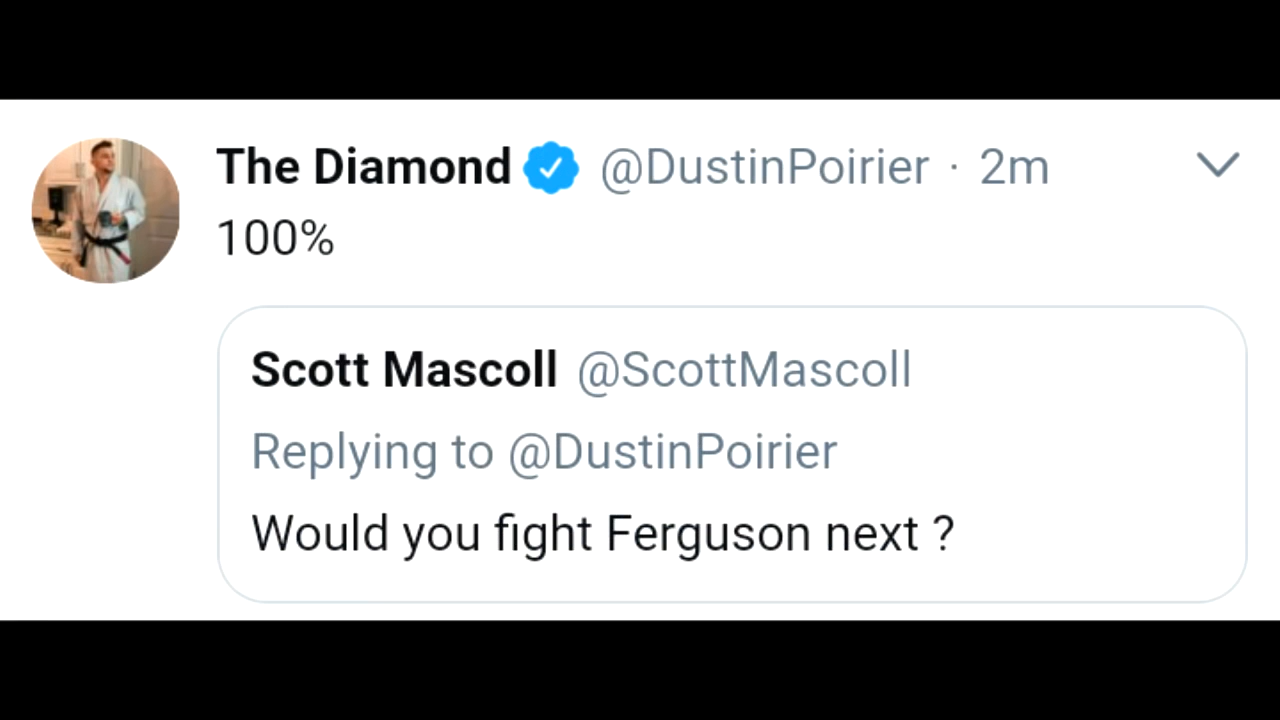 The Diamond @DustinPoirier · 2m
100%
Scott Mascoll @ScottMascoll
Replying to @DustinPoirier
Would you fight Ferguson next ?